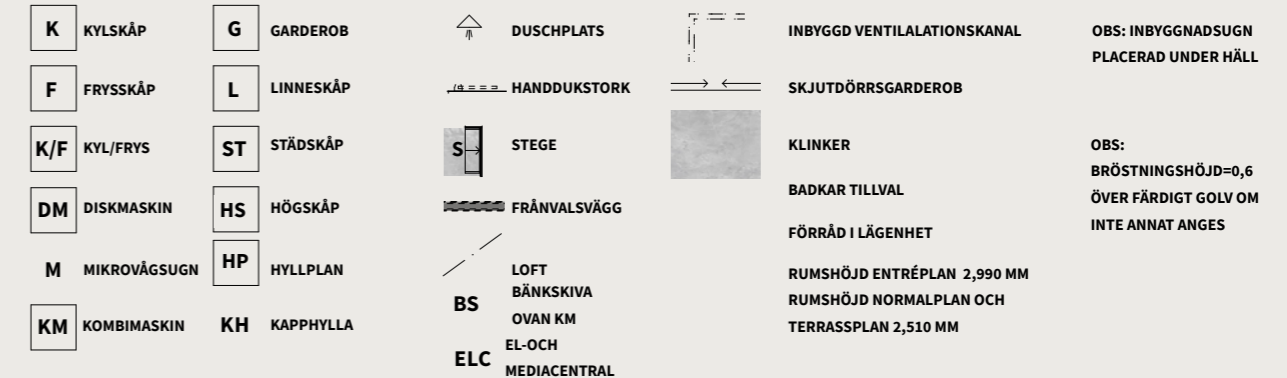 K KYLSKÅP
F FRYSSKÅP
K/F KYL/FRYS
DM DISKMASKIN
M MIKROVÅGSUGN
KM KOMBIMASKIN
G GARDEROB
L LINNESKÅP
ST STÄDSKÅP
HS HÖGSKÅP
HP HYLLPLAN
KH KAPPHYLLA
DUSCHPLATS
HANDDUKSTORK
S STEGE
FRÅNVALSVÄGG
LOFT
BS BÄNKSKIVA
OVAN KM
ELC EL-OCH
MEDIACENTRAL
INBYGGD VENTILALATIONSKANAL
SKJUTDÖRRSGARDEROB
KLINKER
BADKAR TILLVAL
FÖRRÅD I LÄGENHET
RUMSHÖJD ENTRÉPLAN 2,990 MM
RUMSHÖJD NORMALPLAN OCH
TERRASSPLAN 2,510 MM
OBS: INBYGGNADSUGN
PLACERAD UNDER HÄLL
OBS:
BRÖSTNINGSHÖJD=0,6
ÖVER FÄRDIGT GOLV OM
INTE ANNAT ANGES